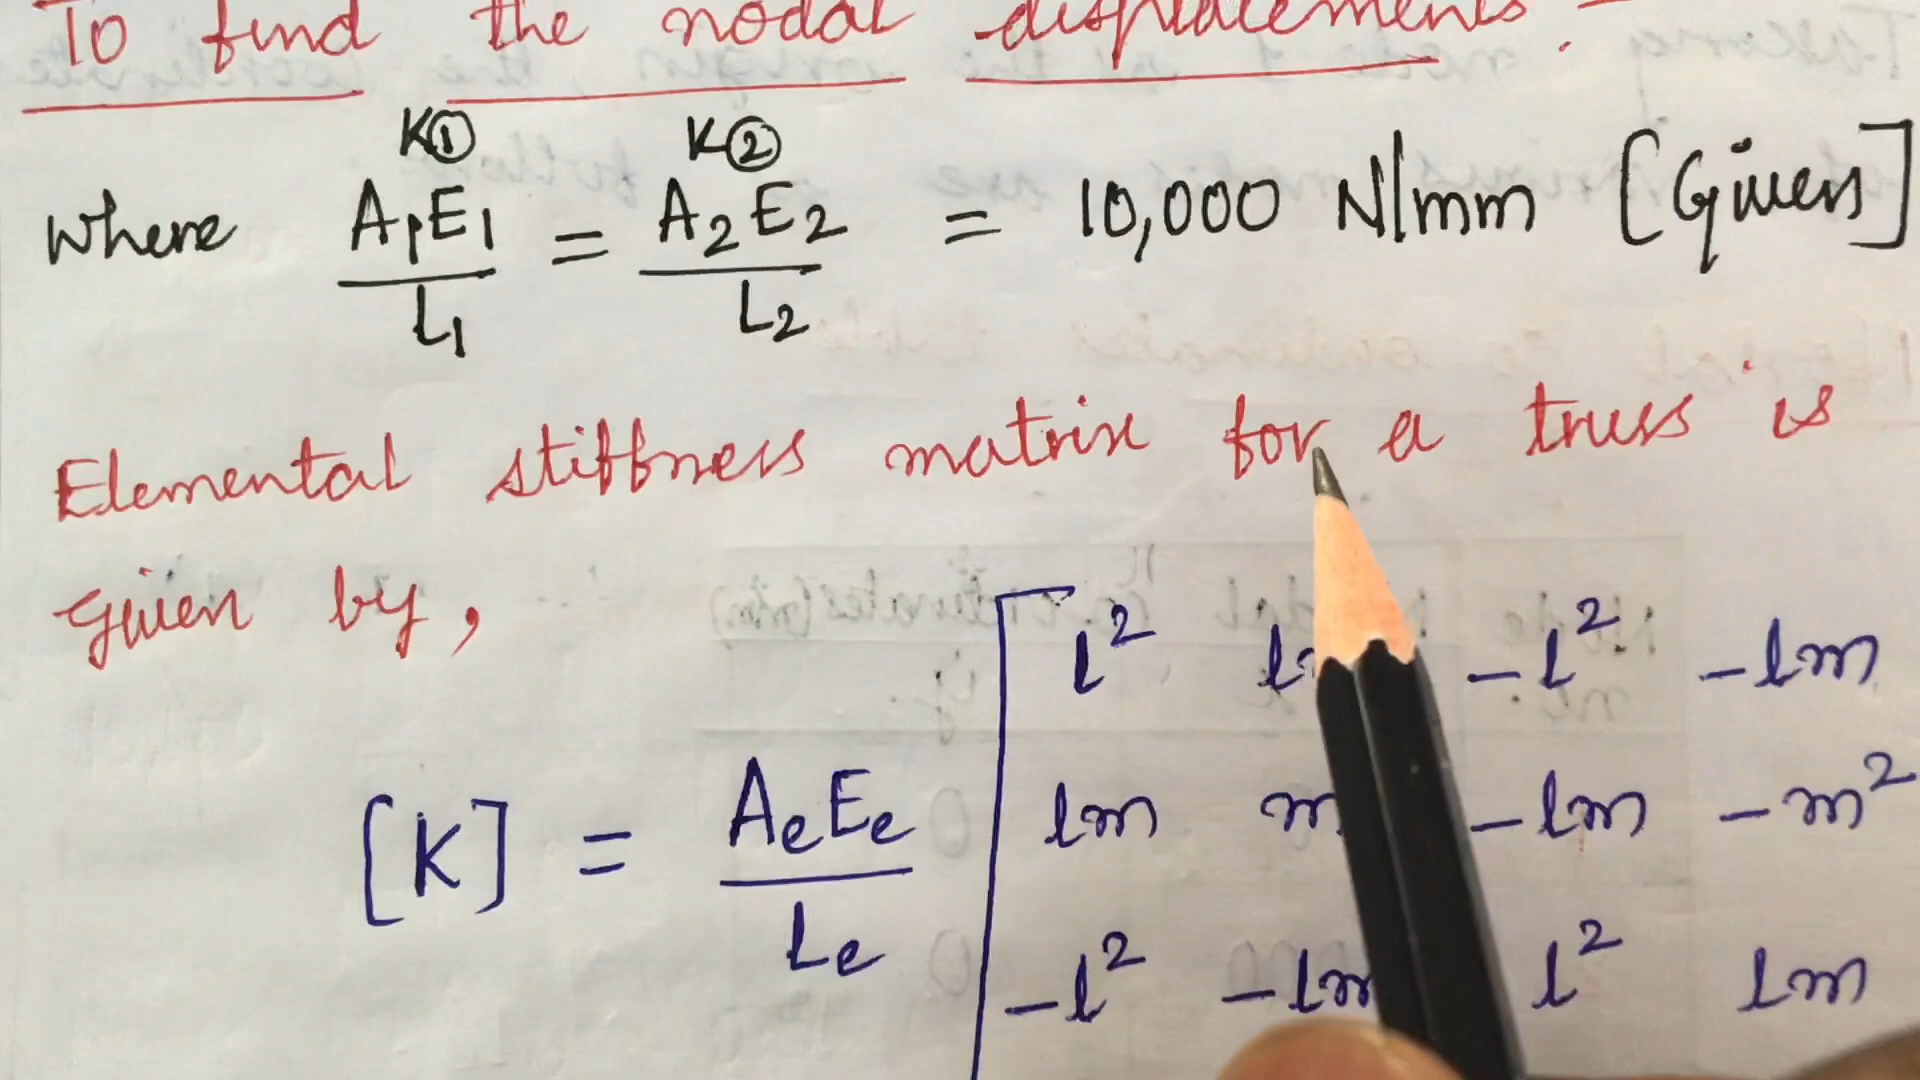 To find the nodal displacements :-
K① K②
where A1E1/L1 = A2E2/L2 = 10,000 N/mm [Given]
Elemental stiffness matrix for a truss is
given by,
l² l -l² -lm
[K] = AeEe/Le lm m -lm -m²
-l² -lm l² lm